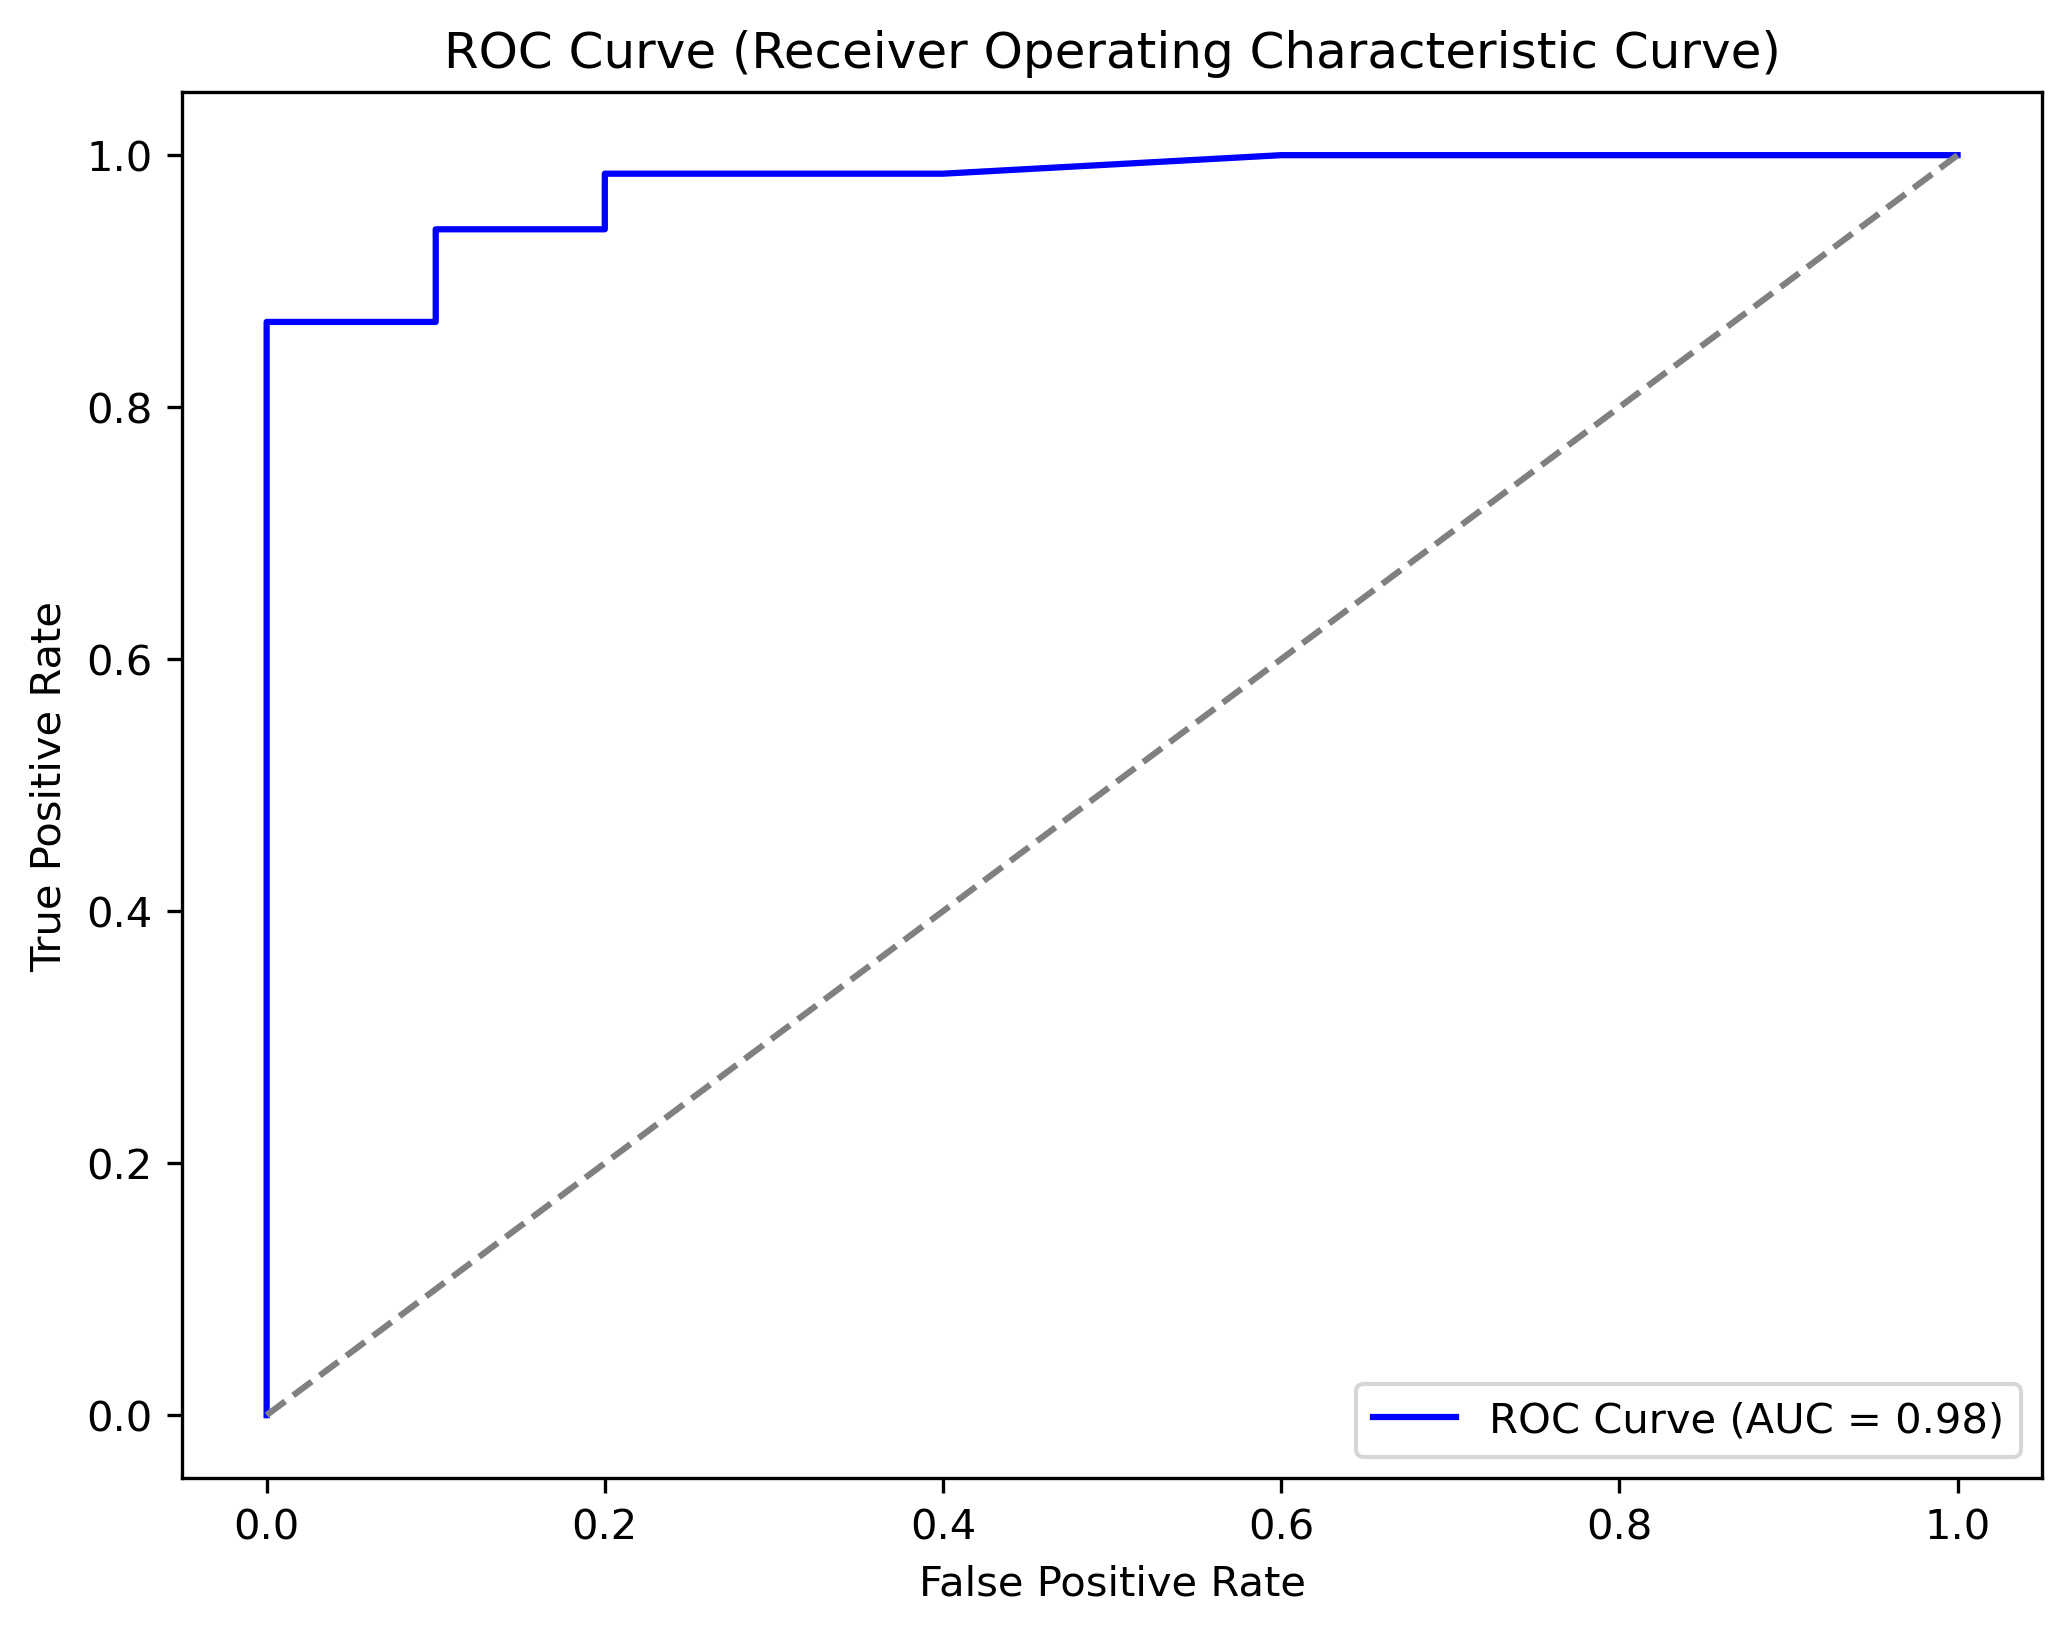 ROC Curve (Receiver Operating Characteristic Curve)
True Positive Rate
1.0
0.8
0.6
0.4
0.2
0.0
ROC Curve (AUC = 0.98)
0.0 0.2 0.4 0.6 0.8 1.0
False Positive Rate